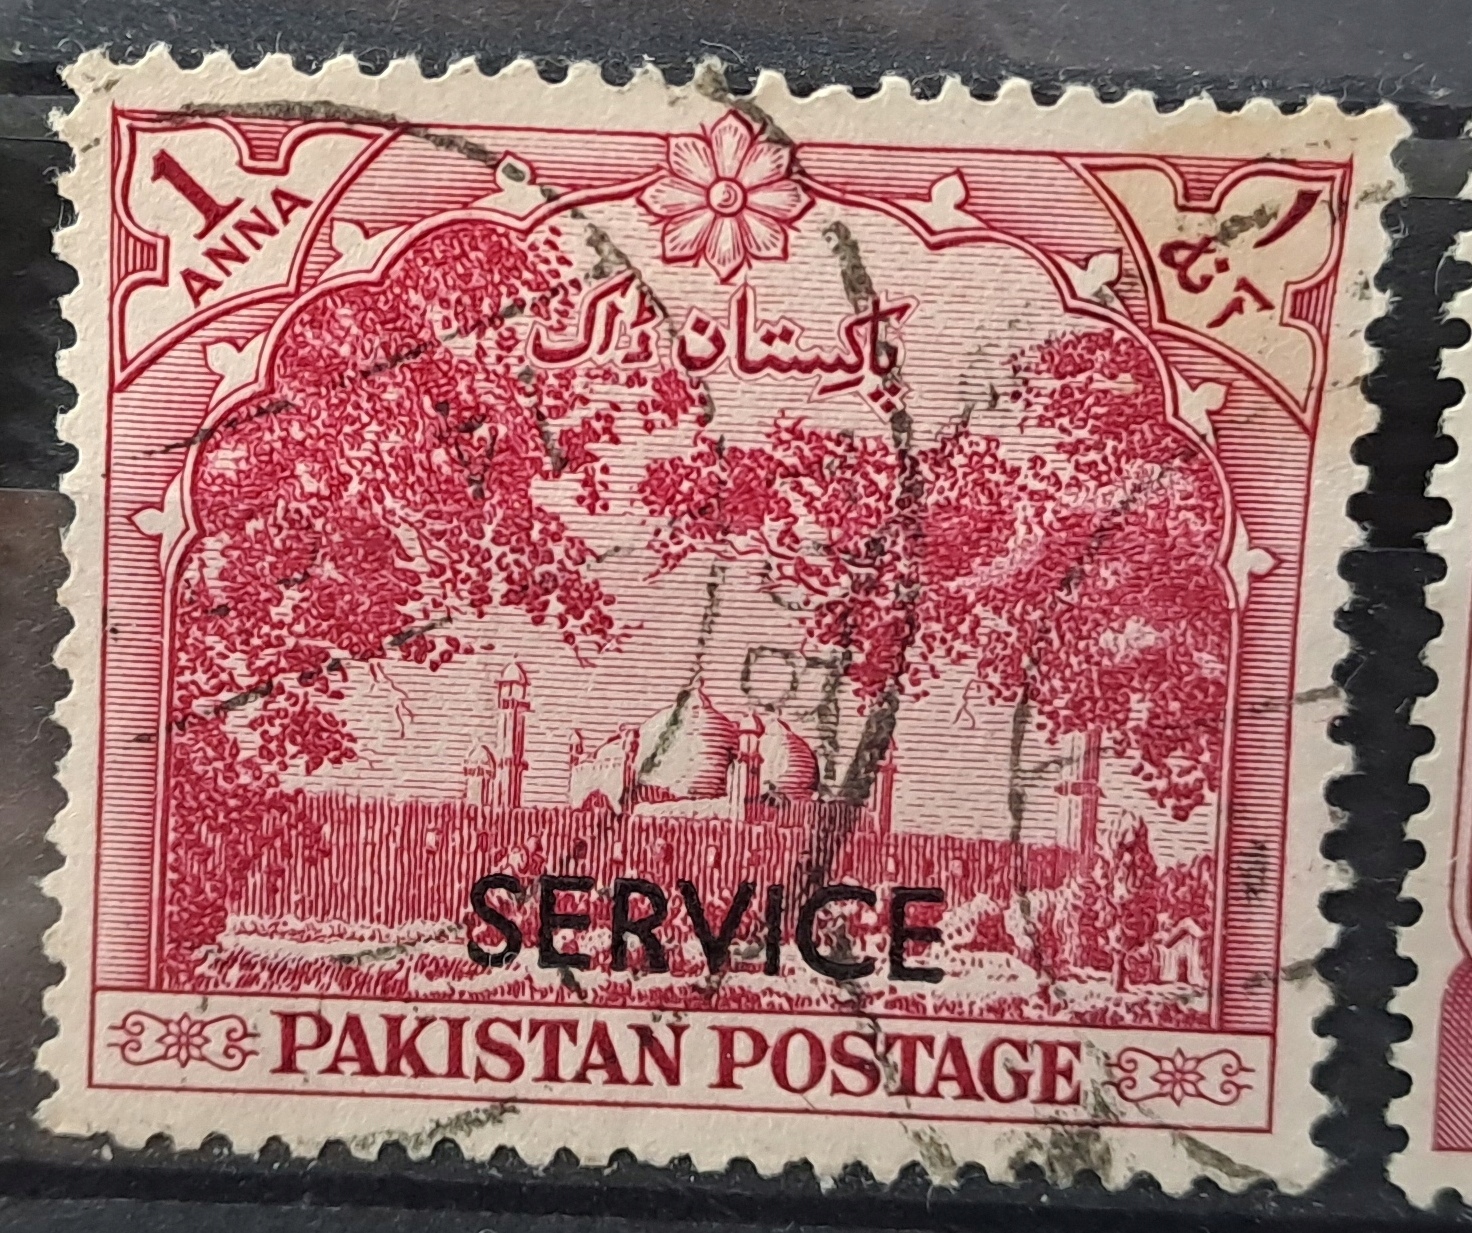 1
ANNA
۱
آنہ
پاکستان ڈاک
SERVICE
PAKISTAN POSTAGE